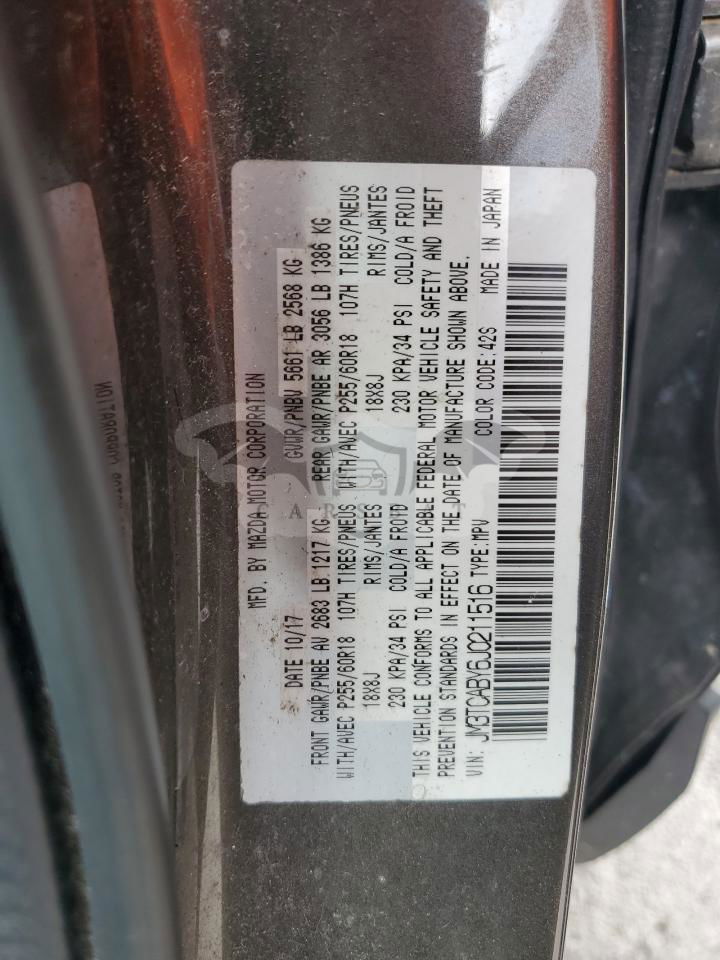 MFD. BY MAZDA MOTOR CORPORATION
DATE 10/17 GVWR/PNBV 5661 LB 2568 KG
FRONT GAWR/PNBE AV 2683 LB 1217 KG REAR GAWR/PNBE AR 3056 LB 1386 KG
WITH/AVEC P255/60R18 107H TIRES/PNEUS WITH/AVEC P255/60R18 107H TIRES/PNEUS
18X8J RIMS/JANTES 18X8J RIMS/JANTES
230 KPA/34 PSI COLD/A FROID 230 KPA/34 PSI COLD/A FROID
THIS VEHICLE CONFORMS TO ALL APPLICABLE FEDERAL MOTOR VEHICLE SAFETY AND THEFT
PREVENTION STANDARDS IN EFFECT ON THE DATE OF MANUFACTURE SHOWN ABOVE.
VIN: JM3TCABY6J0211516 TYPE:MPV COLOR CODE:42S MADE IN JAPAN